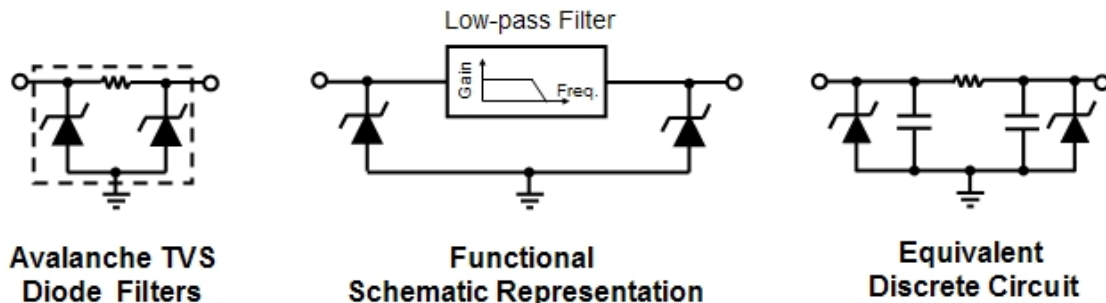 Low-pass Filter
Gain
Freq.
Avalanche TVS
Diode Filters
Functional
Schematic Representation
Equivalent
Discrete Circuit